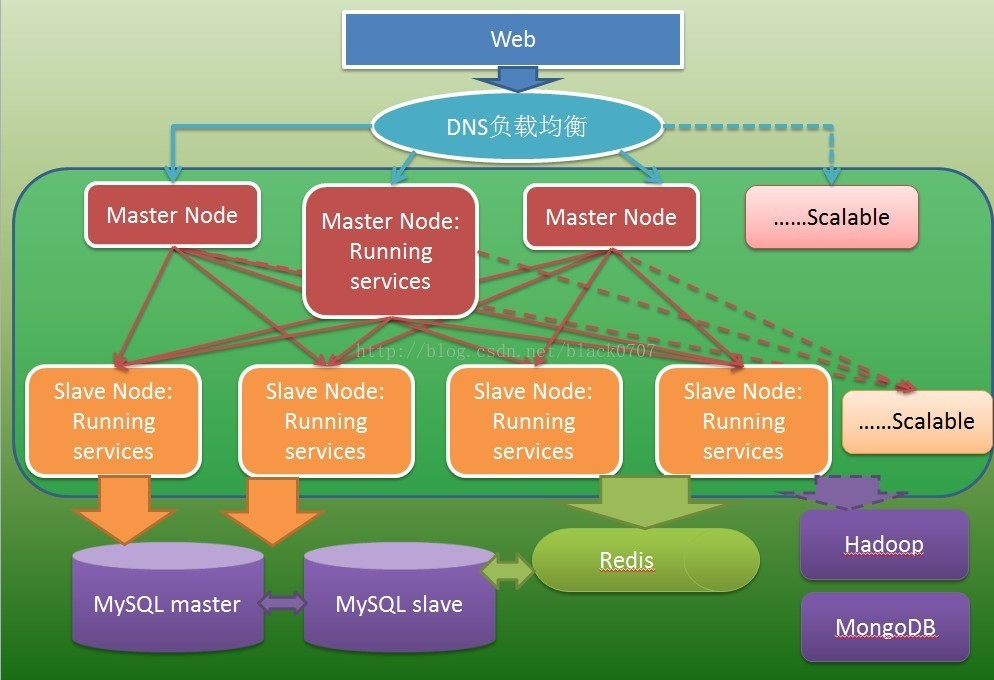 Web
DNS负载均衡
Master Node
Master Node:
Running
services
Master Node
......Scalable
http://blog.csdn.net/black0707
Slave Node:
Running
services
Slave Node:
Running
services
Slave Node:
Running
services
Slave Node:
Running
services
......Scalable
MySQL master
MySQL slave
Redis
Hadoop
MongoDB